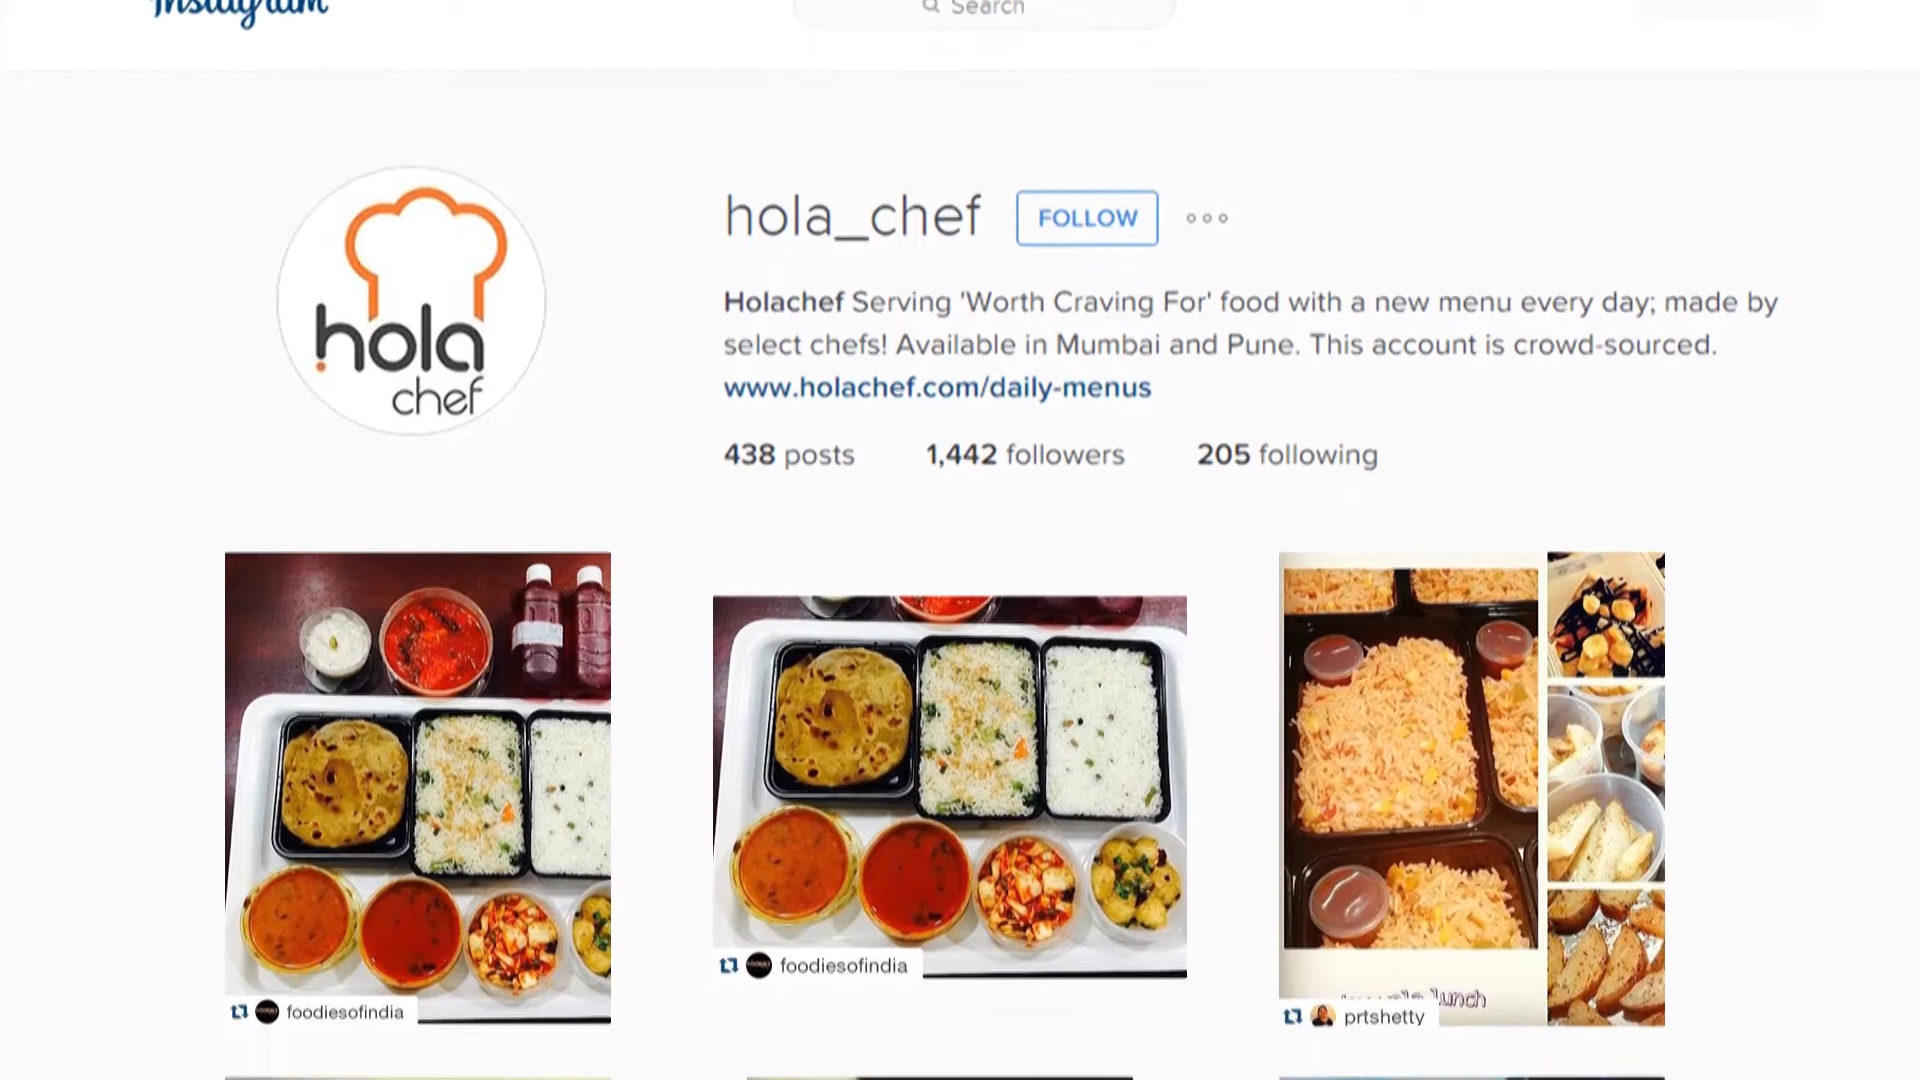 Instagram
Search
hola
chef
hola_chef
FOLLOW
Holachef Serving 'Worth Craving For' food with a new menu every day; made by
select chefs! Available in Mumbai and Pune. This account is crowd-sourced.
www.holachef.com/daily-menus
438 posts 1,442 followers 205 following
foodiesofindia
foodiesofindia
lunch
prtshetty